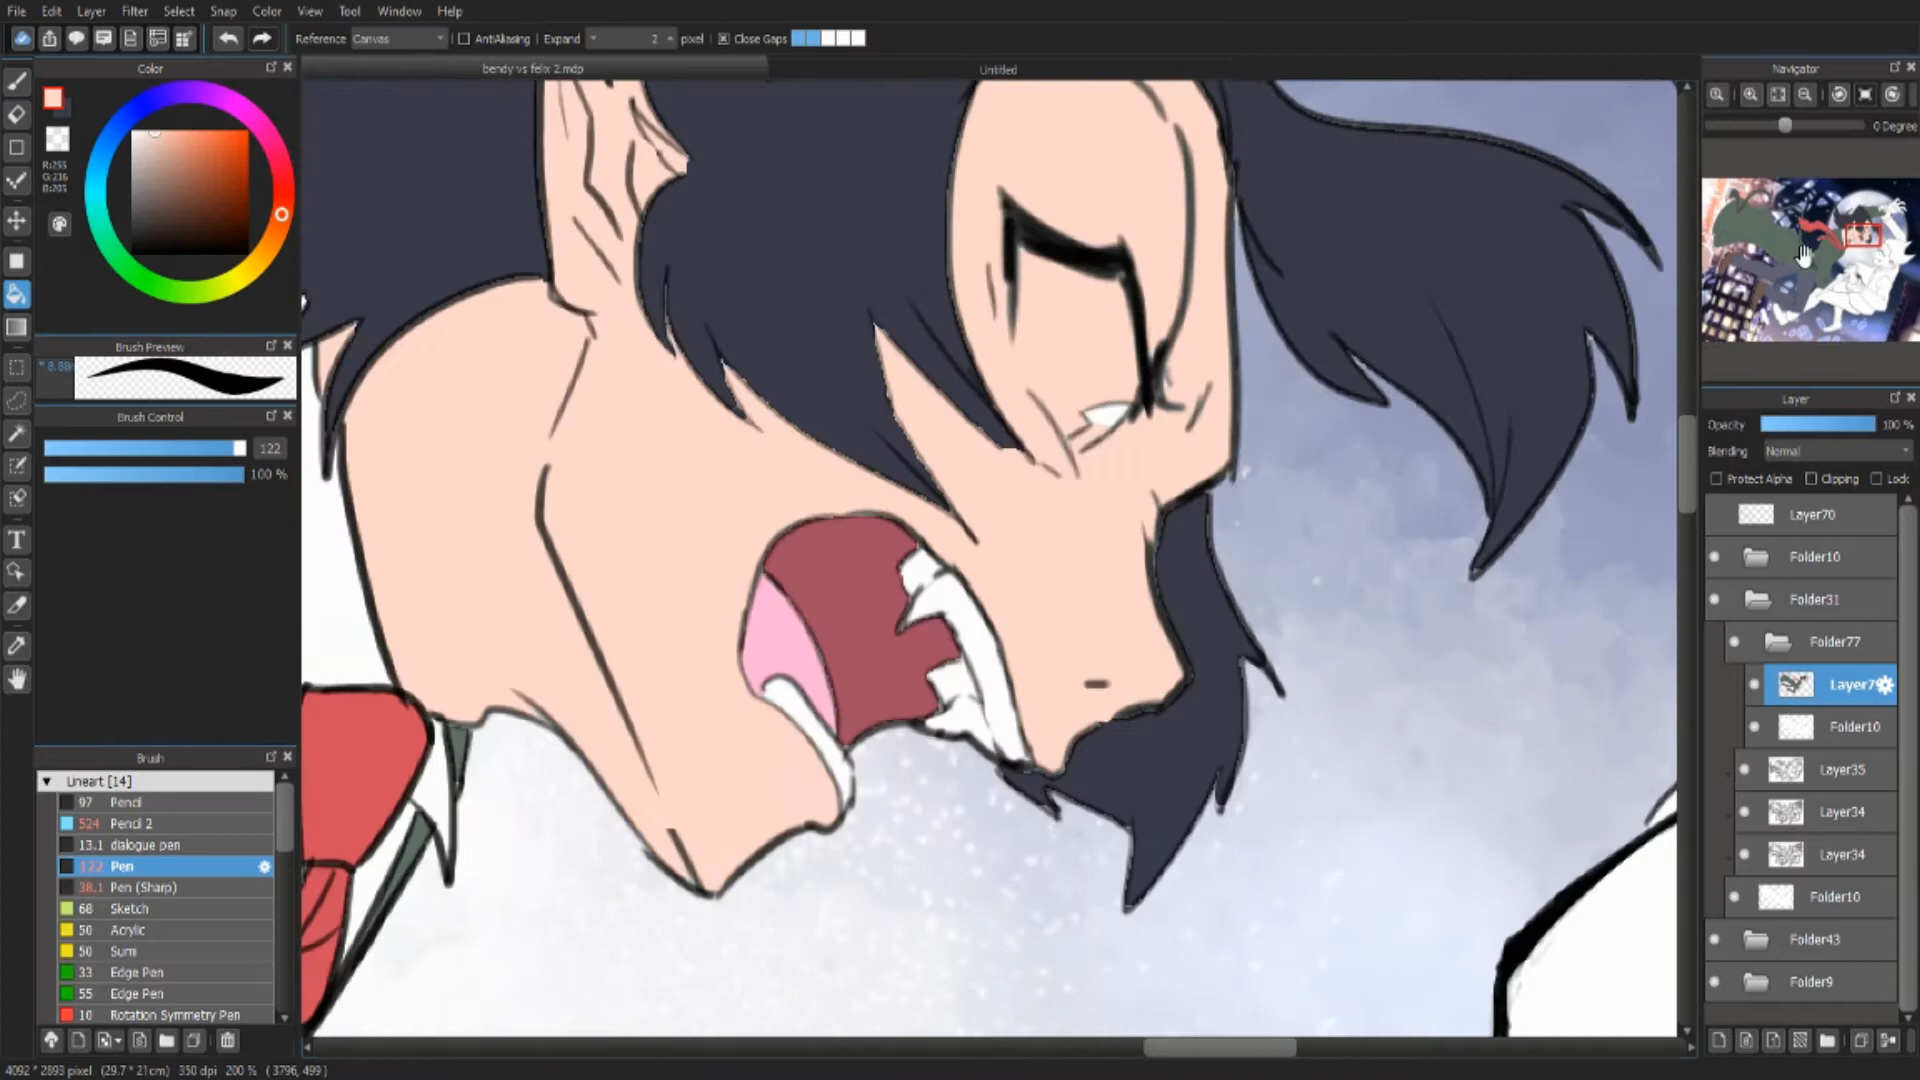 File Edit Layer Filter Select Snap Color View Tool Window Help
Reference Canvas AntiAliasing Expand 2 pixel Close Gaps
Color
bendy vs felix 2.mdp
Untitled
Navigator
R:255
G:216
B:205
0 Degree
Brush Preview
* 8.88
Brush Control
122
100 %
Layer
Opacity 100 %
Blending Normal
Protect Alpha Clipping Lock
Layer70
Folder10
Folder31
Folder77
Layer7
Folder10
Layer35
Layer34
Layer34
Folder10
Folder43
Folder9
Brush
Lineart [14]
97 Pencil
524 Pencil 2
13.1 dialogue pen
122 Pen
38.1 Pen (Sharp)
68 Sketch
50 Acrylic
50 Sumi
33 Edge Pen
55 Edge Pen
10 Rotation Symmetry Pen
4092 * 2893 pixel (29.7 * 21cm) 350 dpi 200 % ( 3796, 499 )